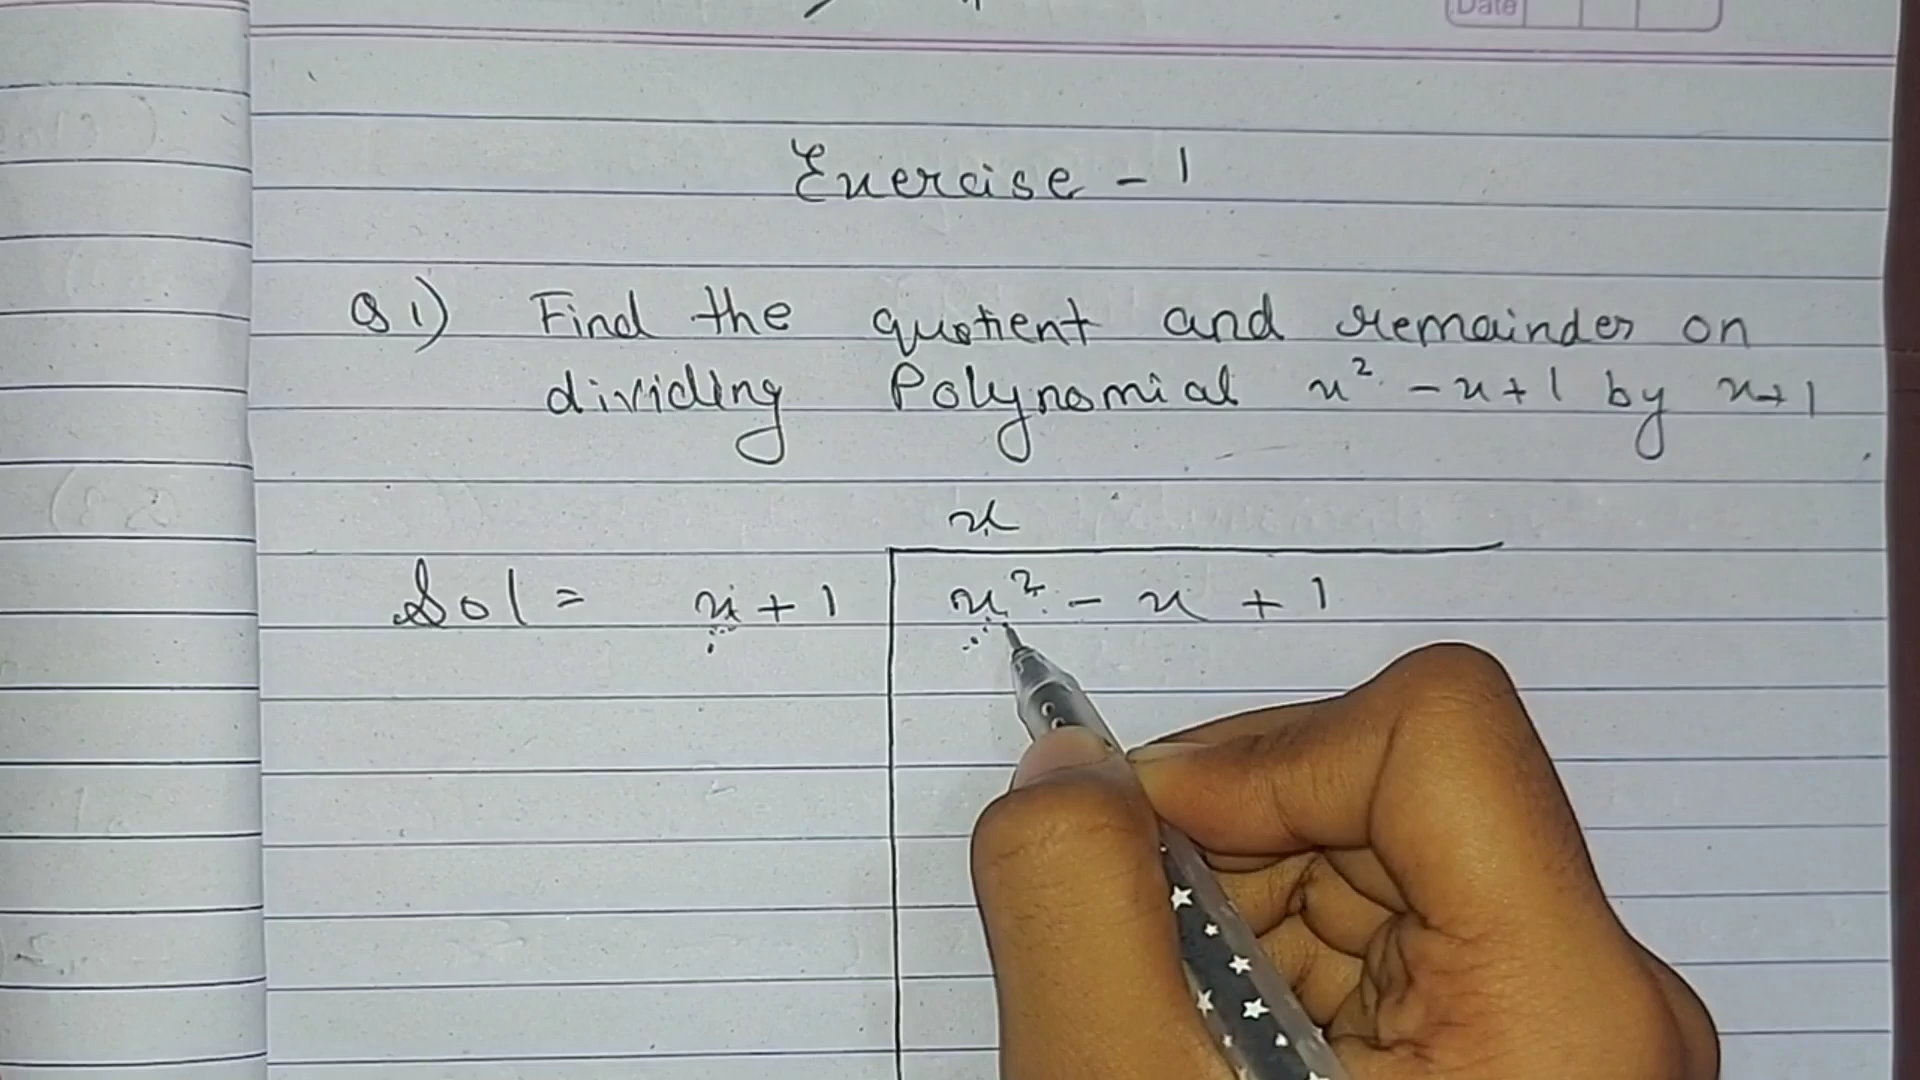 Date
Exercise - 1
Q 1) Find the quotient and remainder on
dividing Polynomial x² - x + 1 by x + 1
x
Sol = x + 1 x² - x + 1